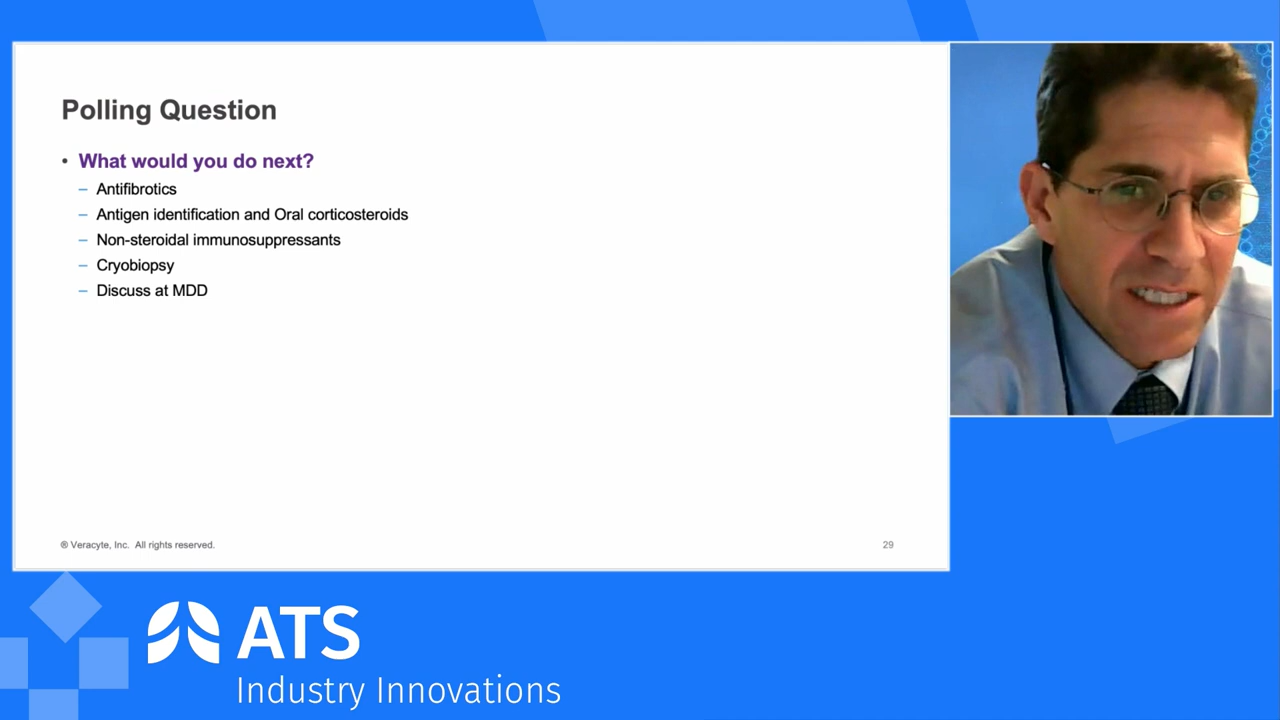 Polling Question
• What would you do next?
– Antifibrotics
– Antigen identification and Oral corticosteroids
– Non-steroidal immunosuppressants
– Cryobiopsy
– Discuss at MDD
® Veracyte, Inc. All rights reserved.
29
ATS
Industry Innovations